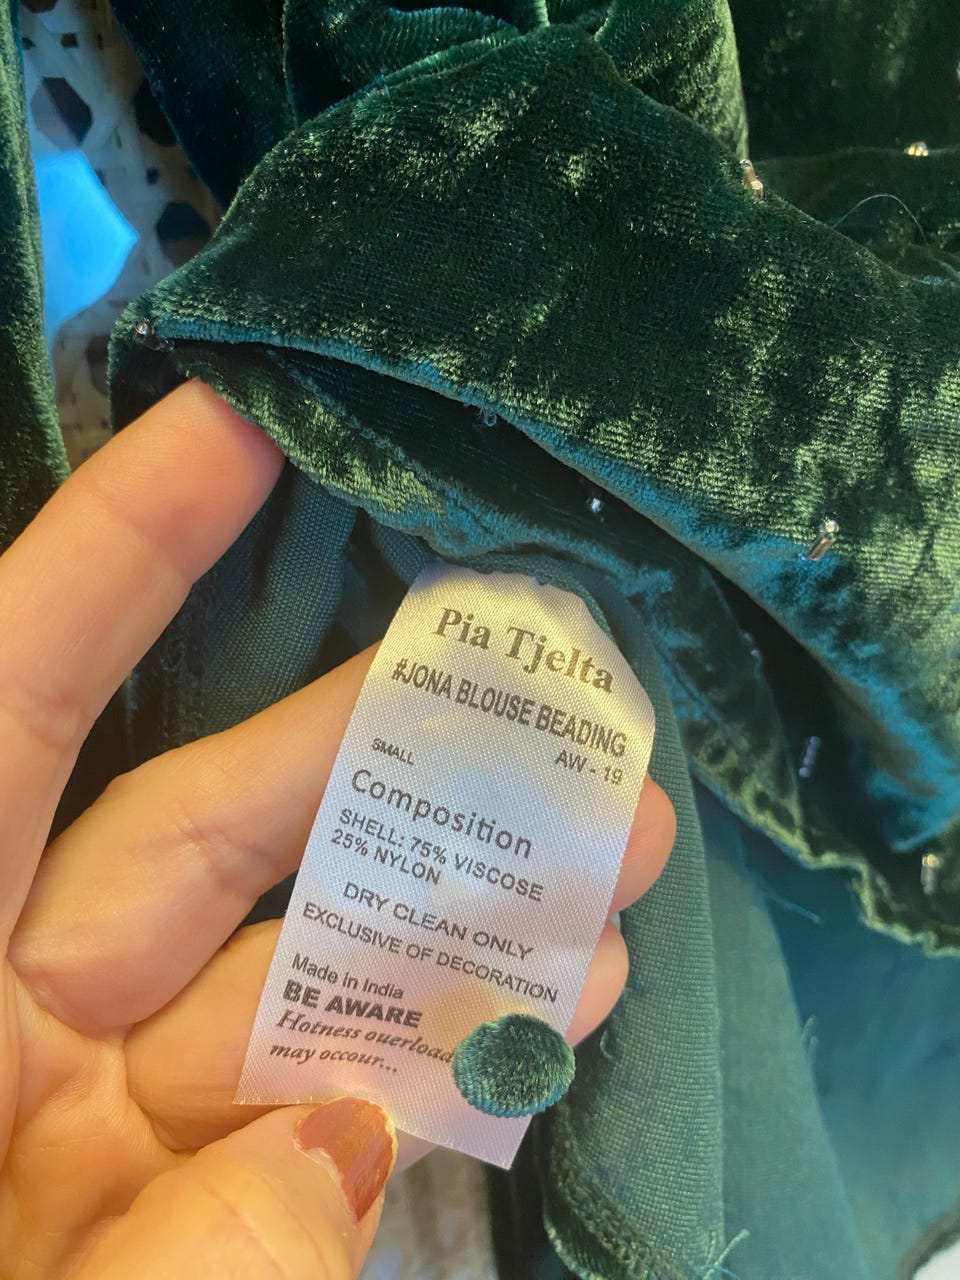 Pia Tjelta
#JONA BLOUSE BEADING
SMALL AW - 19
Composition
SHELL: 75% VISCOSE
25% NYLON
DRY CLEAN ONLY
EXCLUSIVE OF DECORATION
Made in India
BE AWARE
Hotness ouerload
may occour...